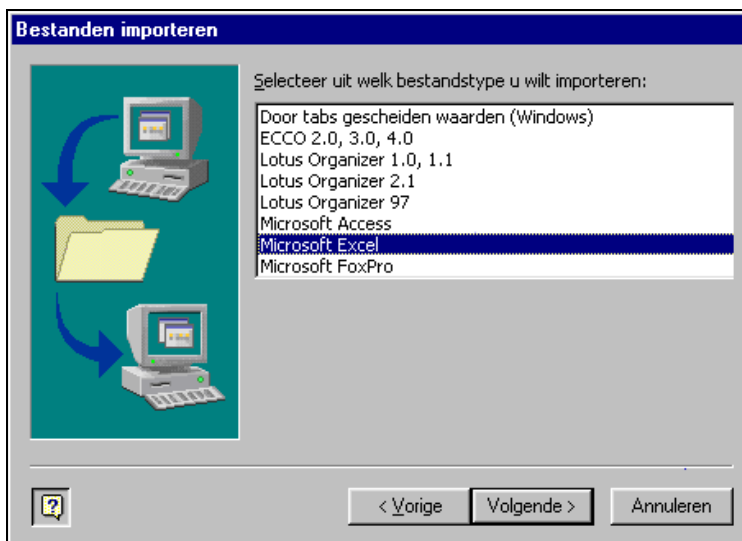 Bestanden importeren
Selecteer uit welk bestandstype u wilt importeren:
Door tabs gescheiden waarden (Windows)
ECCO 2.0, 3.0, 4.0
Lotus Organizer 1.0, 1.1
Lotus Organizer 2.1
Lotus Organizer 97
Microsoft Access
Microsoft Excel
Microsoft FoxPro
?
< Vorige
Volgende >
Annuleren